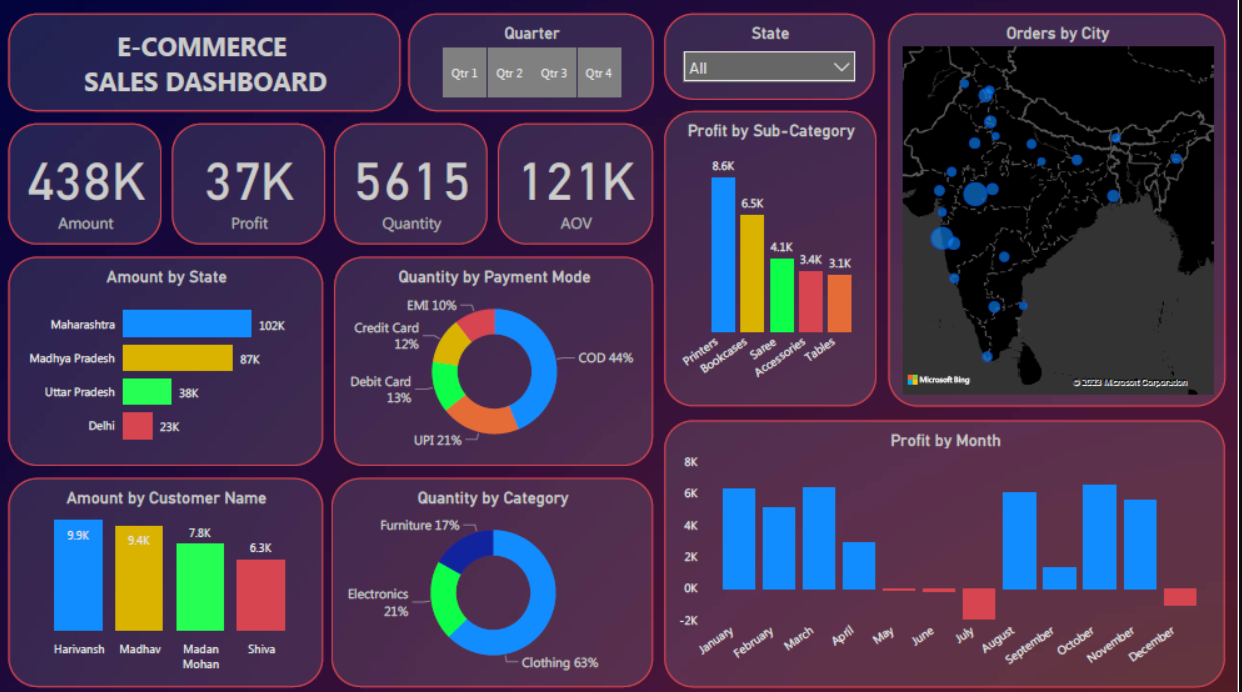 E-COMMERCE
SALES DASHBOARD
Quarter
Qtr 1 Qtr 2 Qtr 3 Qtr 4
State
All
Orders by City
Microsoft Bing
© 2023 Microsoft Corporation
438K
Amount
37K
Profit
5615
Quantity
121K
AOV
Profit by Sub-Category
8.6K
6.5K
4.1K
3.4K
3.1K
Printers
Bookcases
Saree
Accessories
Tables
Amount by State
Maharashtra 102K
Madhya Pradesh 87K
Uttar Pradesh 38K
Delhi 23K
Quantity by Payment Mode
EMI 10%
Credit Card
12%
COD 44%
Debit Card
13%
UPI 21%
Amount by Customer Name
9.9K
9.4K
7.8K
6.3K
Harivansh
Madhav
Madan
Mohan
Shiva
Quantity by Category
Furniture 17%
Electronics
21%
Clothing 63%
Profit by Month
8K
6K
4K
2K
0K
-2K
January
February
March
April
May
June
July
August
September
October
November
December